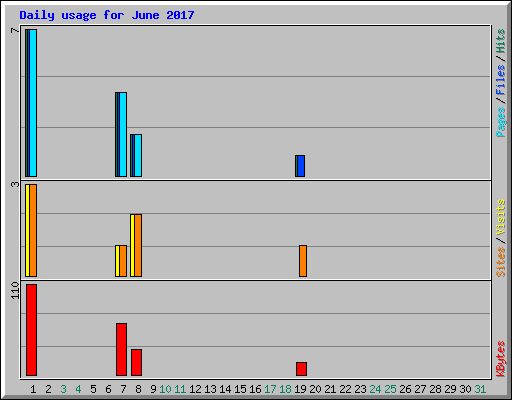 Daily usage for June 2017
7
Pages / Files / Hits
3
Sites / Visits
110
KBytes
1 2 3 4 5 6 7 8 9 10 11 12 13 14 15 16 17 18 19 20 21 22 23 24 25 26 27 28 29 30 31